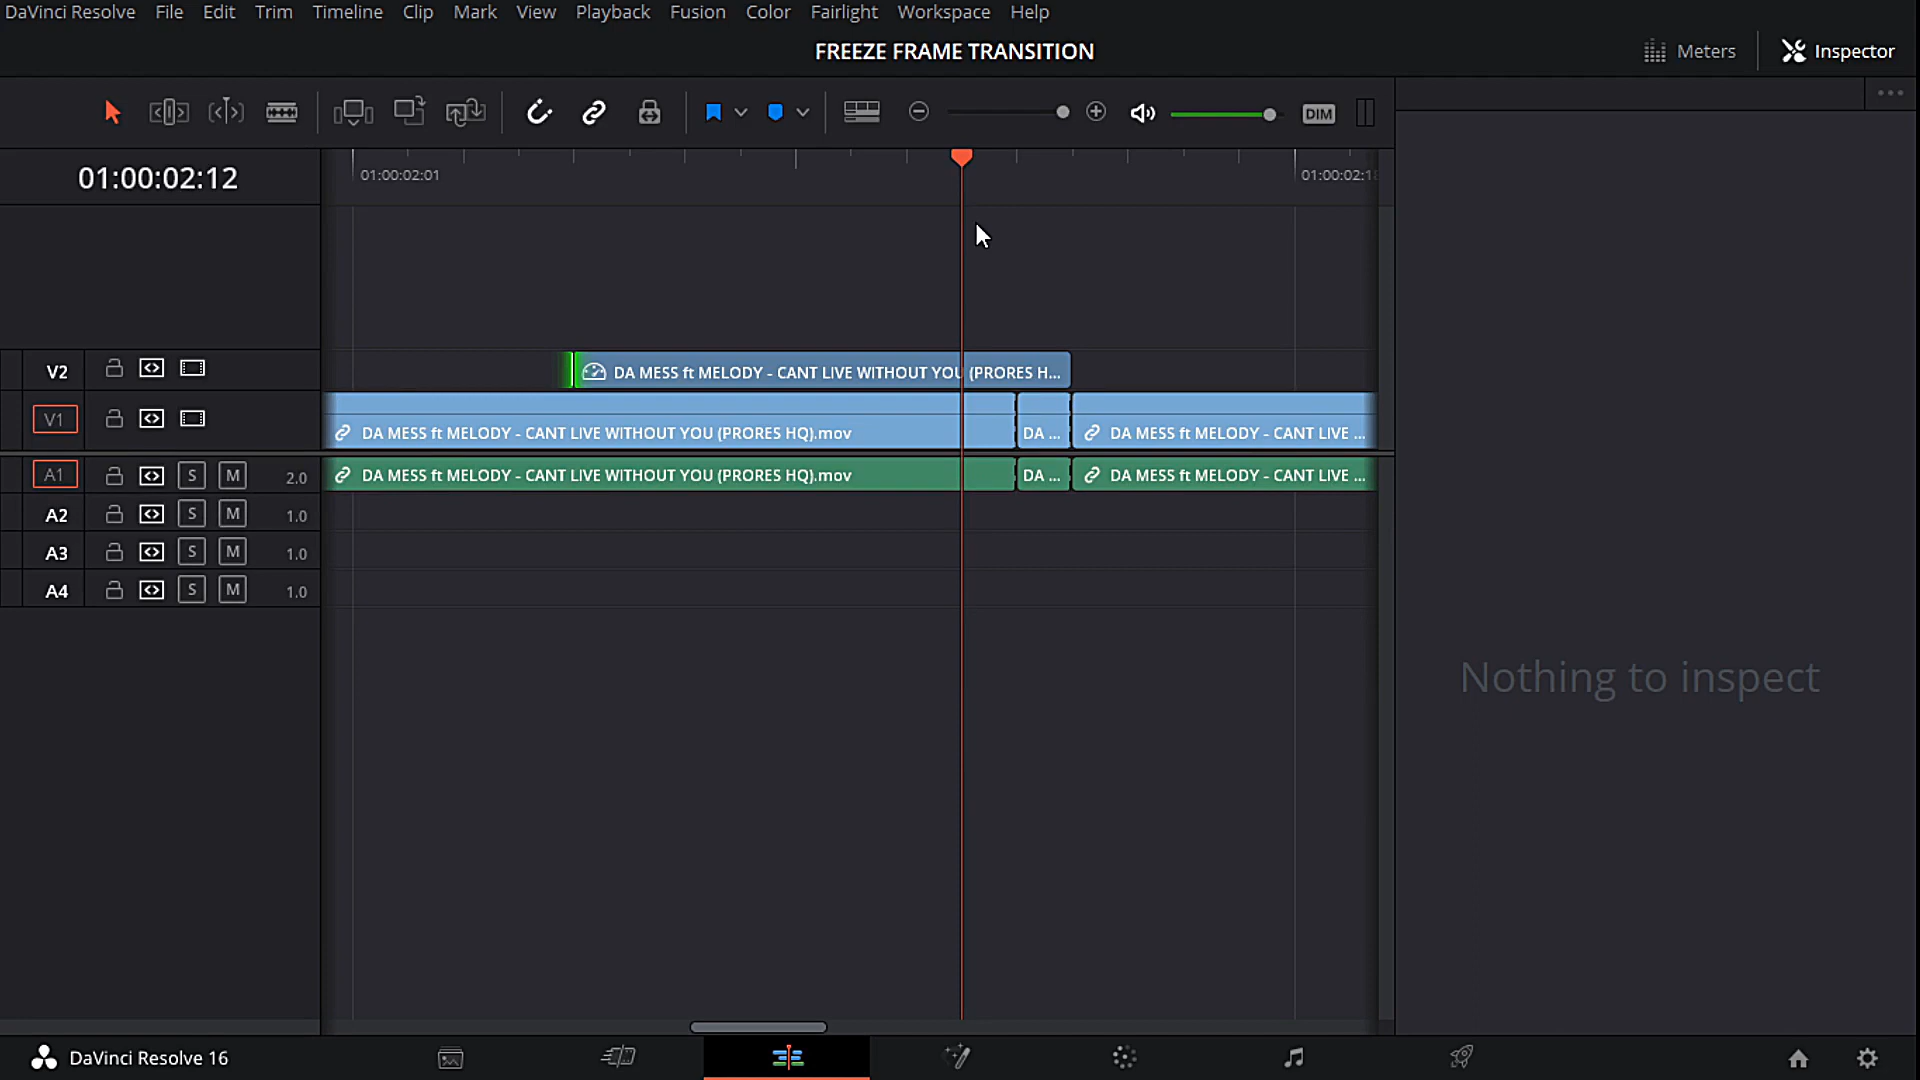 DaVinci Resolve File Edit Trim Timeline Clip Mark View Playback Fusion Color Fairlight Workspace Help
FREEZE FRAME TRANSITION
Meters
Inspector
DIM
01:00:02:12
01:00:02:01
V2
DA MESS ft MELODY - CANT LIVE WITHOUT YOU (PRORES H...
V1
DA MESS ft MELODY - CANT LIVE WITHOUT YOU (PRORES HQ).mov
DA ...
DA MESS ft MELODY - CANT LIVE ...
A1 S M 2.0
DA MESS ft MELODY - CANT LIVE WITHOUT YOU (PRORES HQ).mov
DA ...
DA MESS ft MELODY - CANT LIVE ...
A2 S M 1.0
A3 S M 1.0
A4 S M 1.0
Nothing to inspect
DaVinci Resolve 16